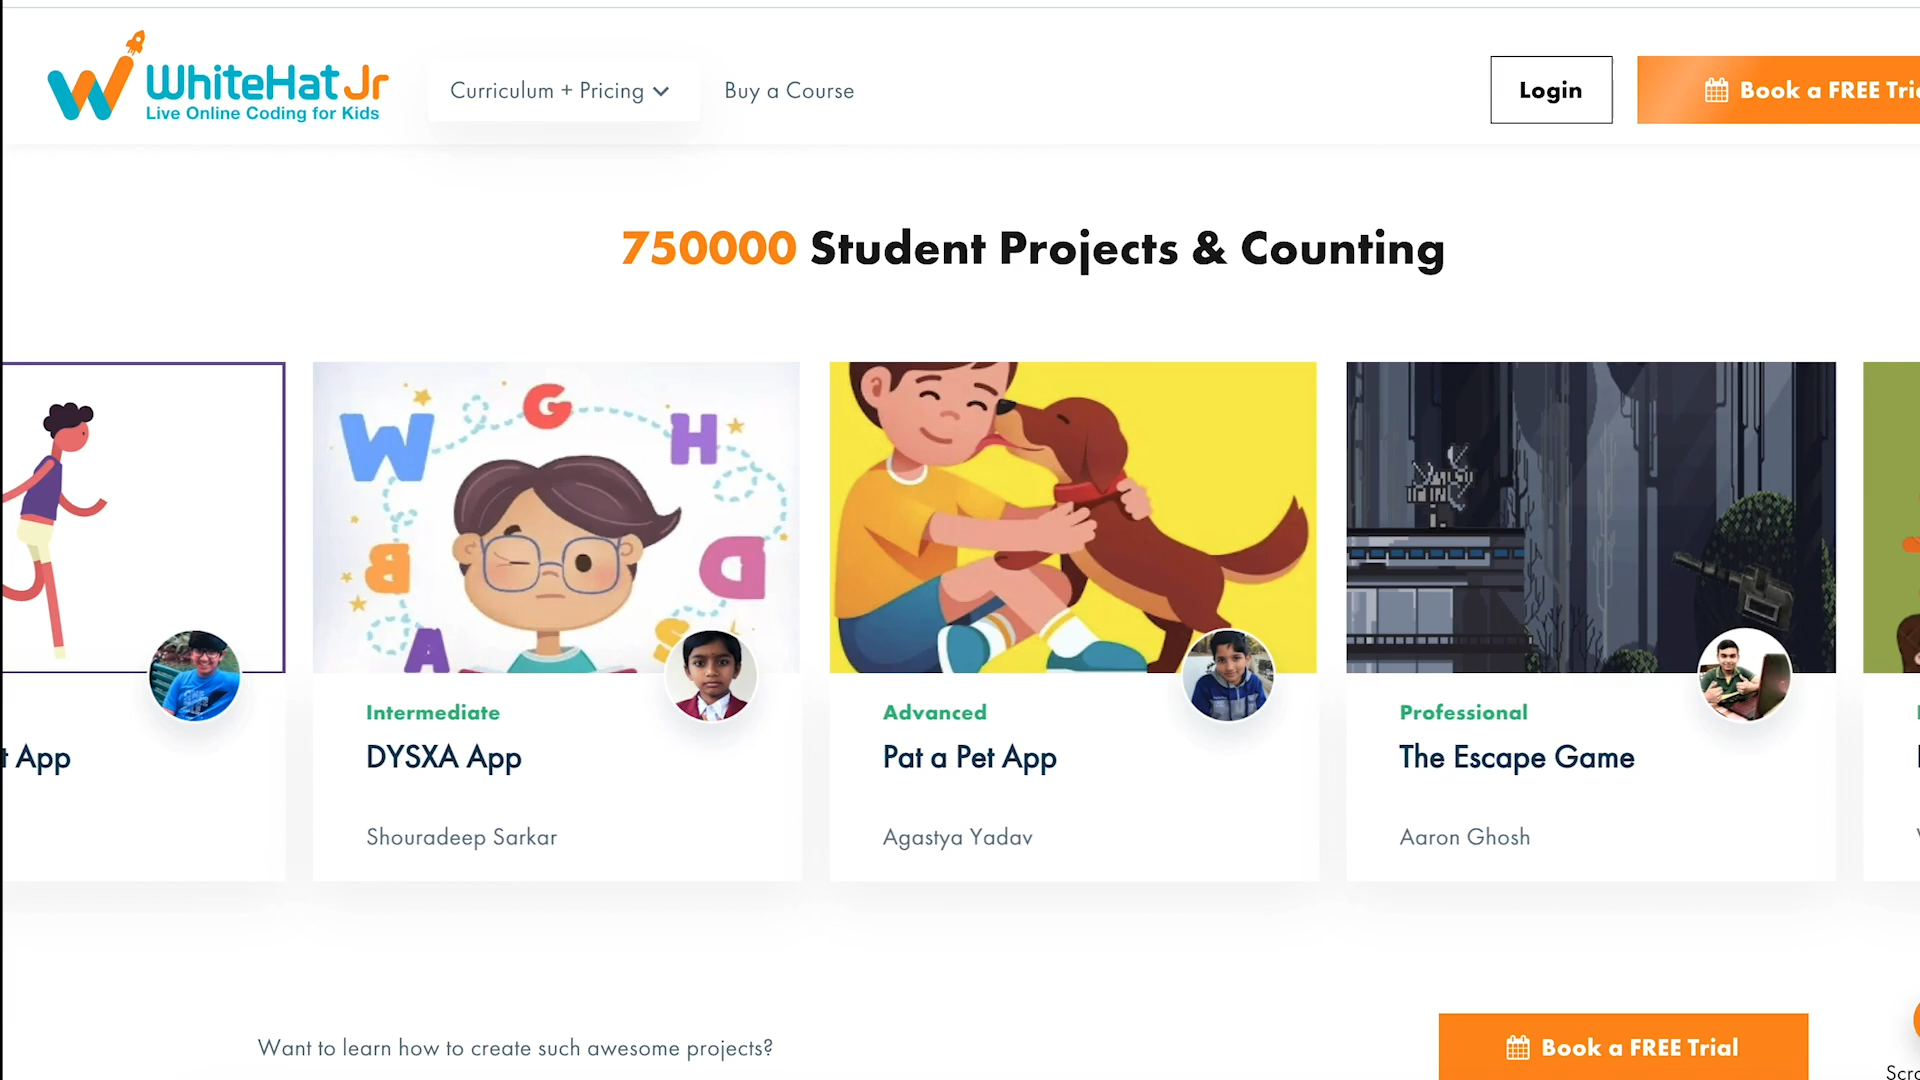 WhiteHat Jr
Live Online Coding for Kids
Curriculum + Pricing
Buy a Course
Login
Book a FREE
750000 Student Projects & Counting
W
G
H
B
D
A
S
Intermediate
Advanced
Professional
App
DYSXA App
Pat a Pet App
The Escape Game
Shouradeep Sarkar
Agastya Yadav
Aaron Ghosh
Want to learn how to create such awesome projects?
Book a FREE Trial